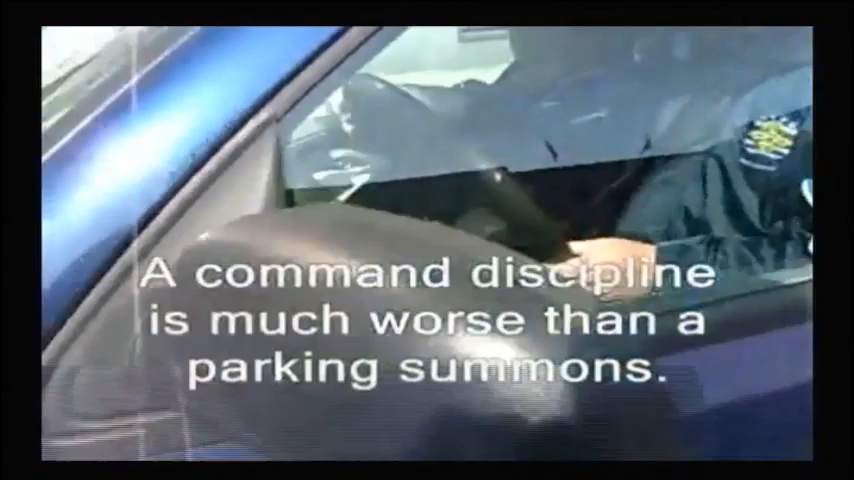 A command discipline
is much worse than a
parking summons.